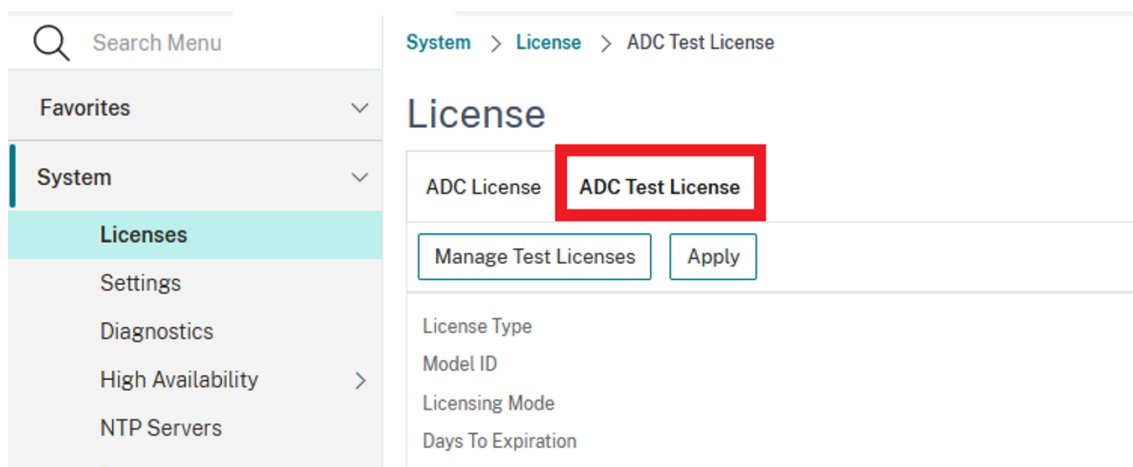 Search Menu
Favorites
System
Licenses
Settings
Diagnostics
High Availability
NTP Servers
System > License > ADC Test License
License
ADC License
ADC Test License
Manage Test Licenses
Apply
License Type
Model ID
Licensing Mode
Days To Expiration